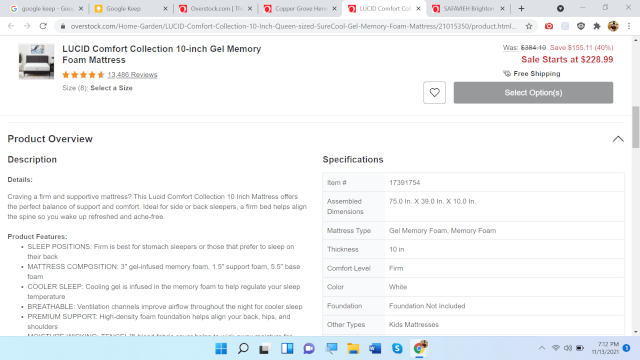 google keep - Goo
Google Keep
Overstock.com | Th
Copper Grove Hern
LUCID Comfort Coll
SAFAVIEH Brighton
overstock.com/Home-Garden/LUCID-Comfort-Collection-10-Inch-Queen-sized-SureCool-Gel-Memory-Foam-Mattress/21015350/product.html...
LUCID Comfort Collection 10-inch Gel Memory
Foam Mattress
13,486 Reviews
Size (8): Select a Size
Was: $384.10 Save $155.11 (40%)
Sale Starts at $228.99
Free Shipping
Select Option(s)
Product Overview
Description
Details:
Craving a firm and supportive mattress? This Lucid Comfort Collection 10 Inch Mattress offers
the perfect balance of support and comfort. Ideal for side or back sleepers, a firm bed helps align
the spine so you wake up refreshed and ache-free.
Product Features:
• SLEEP POSITIONS: Firm is best for stomach sleepers or those that prefer to sleep on
their back
• MATTRESS COMPOSITION: 3" gel-infused memory foam, 1.5" support foam, 5.5" base
foam
• COOLER SLEEP: Cooling gel is infused in the memory foam to help regulate your sleep
temperature
• BREATHABLE: Ventilation channels improve airflow throughout the night for cooler sleep
• PREMIUM SUPPORT: High-density foam foundation helps align your back, hips, and
shoulders
Specifications
Item # 17391754
Assembled
Dimensions 75.0 In. X 39.0 In. X 10.0 In.
Mattress Type Gel Memory Foam, Memory Foam
Thickness 10 in
Comfort Level Firm
Color White
Foundation Foundation Not Included
Other Types Kids Mattresses
7:12 PM
11/13/2021